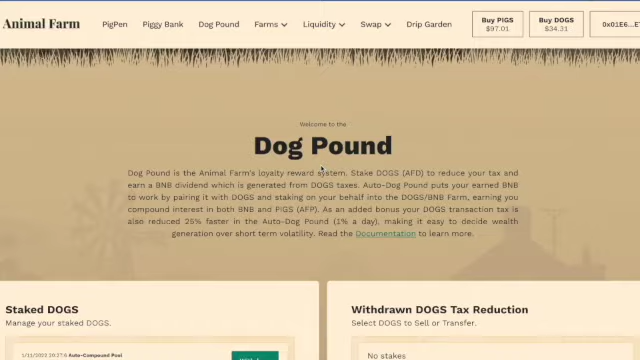 Animal Farm
PigPen Piggy Bank Dog Pound Farms Liquidity Swap Drip Garden
Buy PIGS
$97.01
Buy DOGS
$34.31
0x01E6...E
Welcome to the
Dog Pound
Dog Pound is the Animal Farm's loyalty reward system. Stake DOGS (AFD) to reduce your tax and
earn a BNB dividend which is generated from DOGS taxes. Auto-Dog Pound puts your earned BNB
to work by pairing it with DOGS and staking on your behalf into the DOGS/BNB Farm, earning you
compound interest in both BNB and PIGS (AFP). As an added bonus your DOGS transaction tax is
also reduced 25% faster in the Auto-Dog Pound (1% a day), making it easy to decide wealth
generation over short term volatility. Read the Documentation to learn more.
Staked DOGS
Manage your staked DOGS.
Auto-Compound Pool
Withdrawn DOGS Tax Reduction
Select DOGS to Sell or Transfer.
No stakes